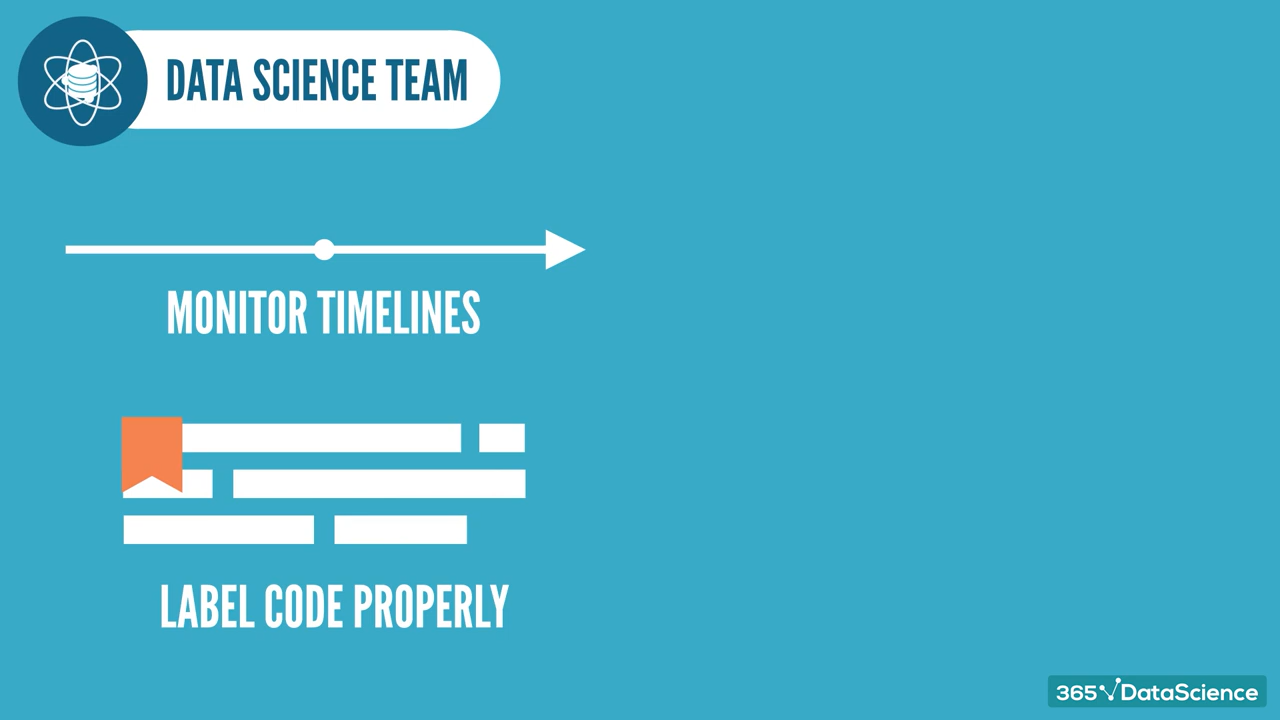 DATA SCIENCE TEAM
MONITOR TIMELINES
LABEL CODE PROPERLY
365 DataScience